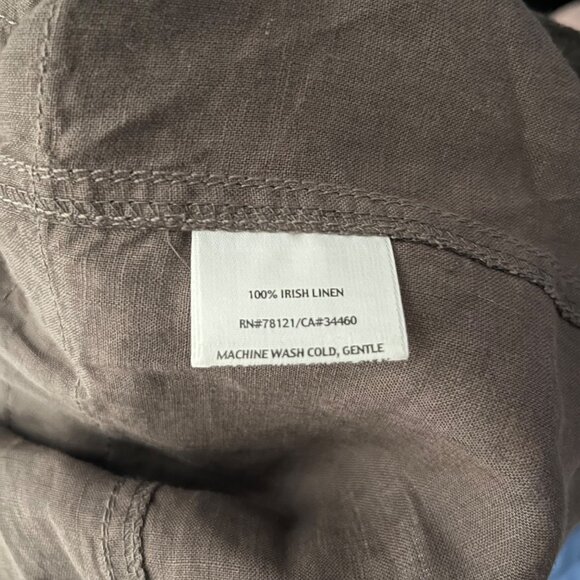 100% IRISH LINEN
RN#78121/CA#34460
MACHINE WASH COLD, GENTLE